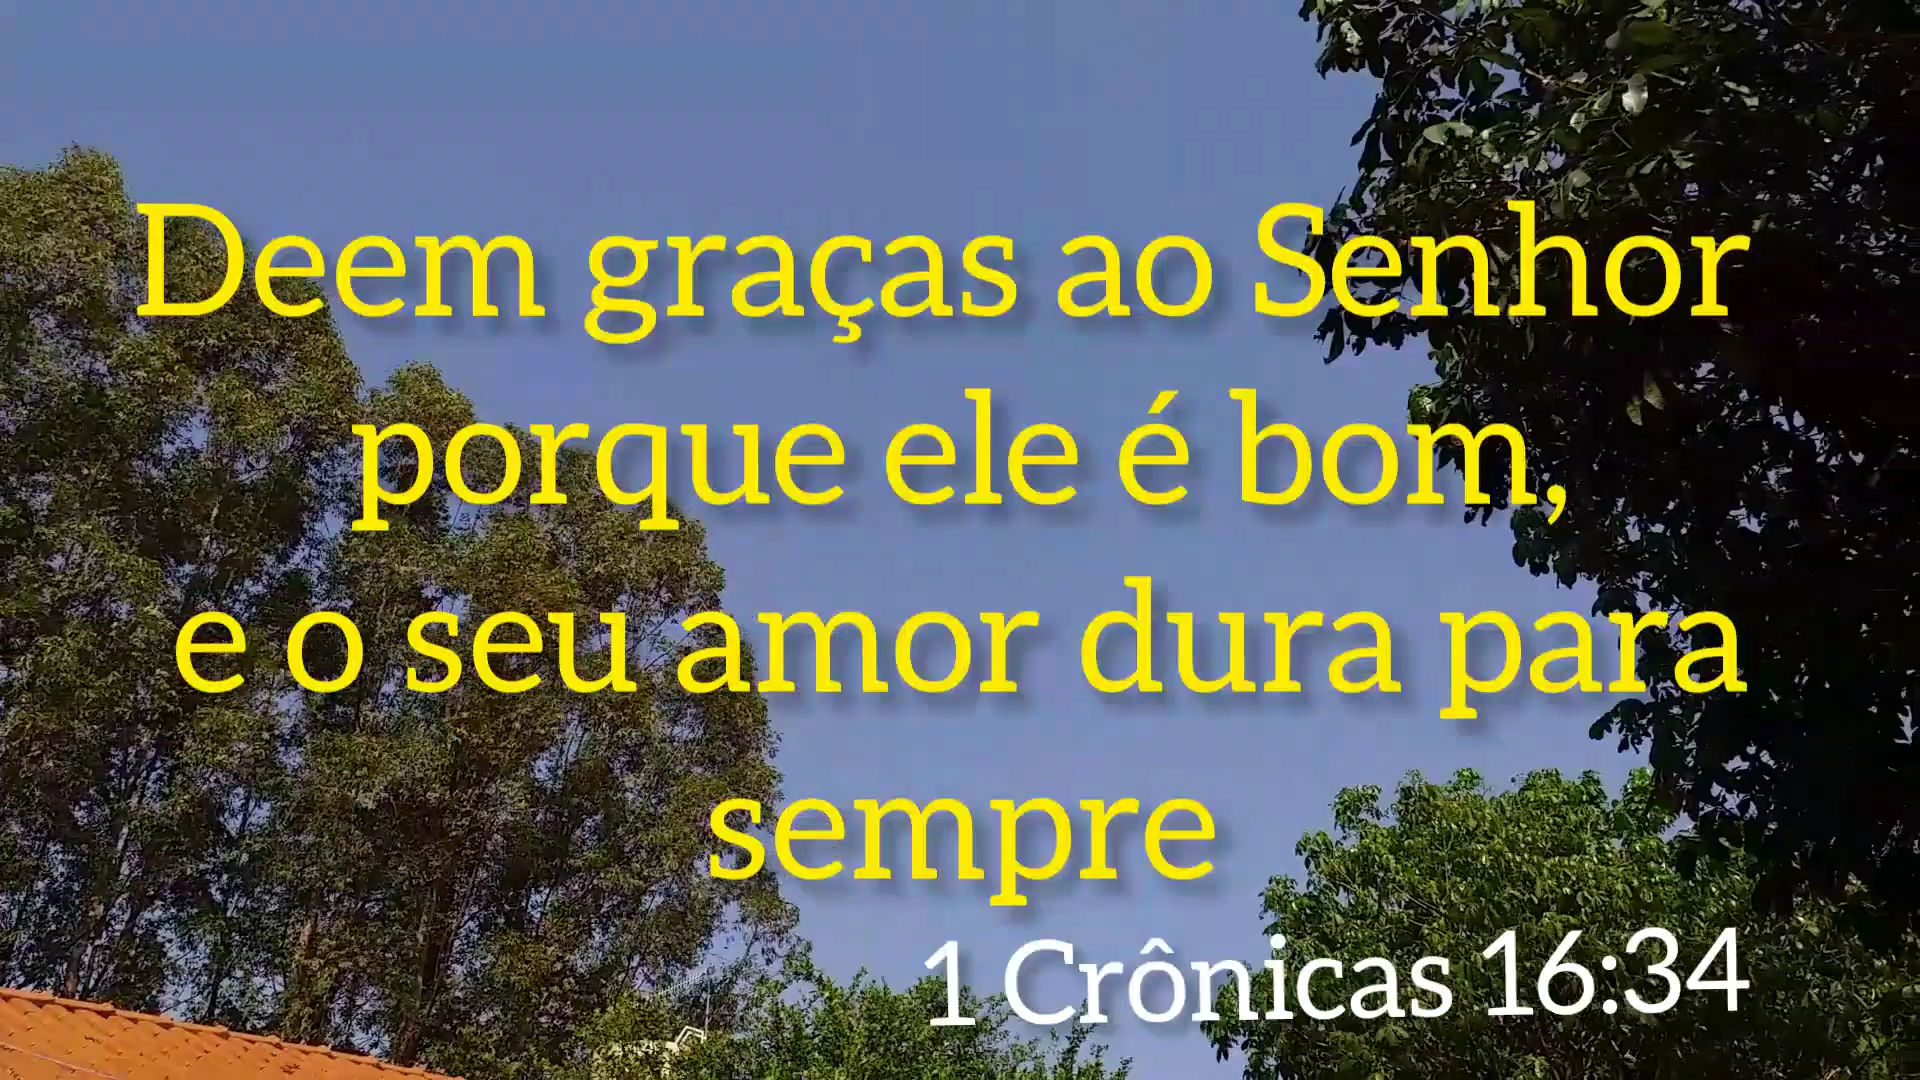 Deem graças ao Senhor
porque ele é bom,
e o seu amor dura para
sempre
1 Crônicas 16:34